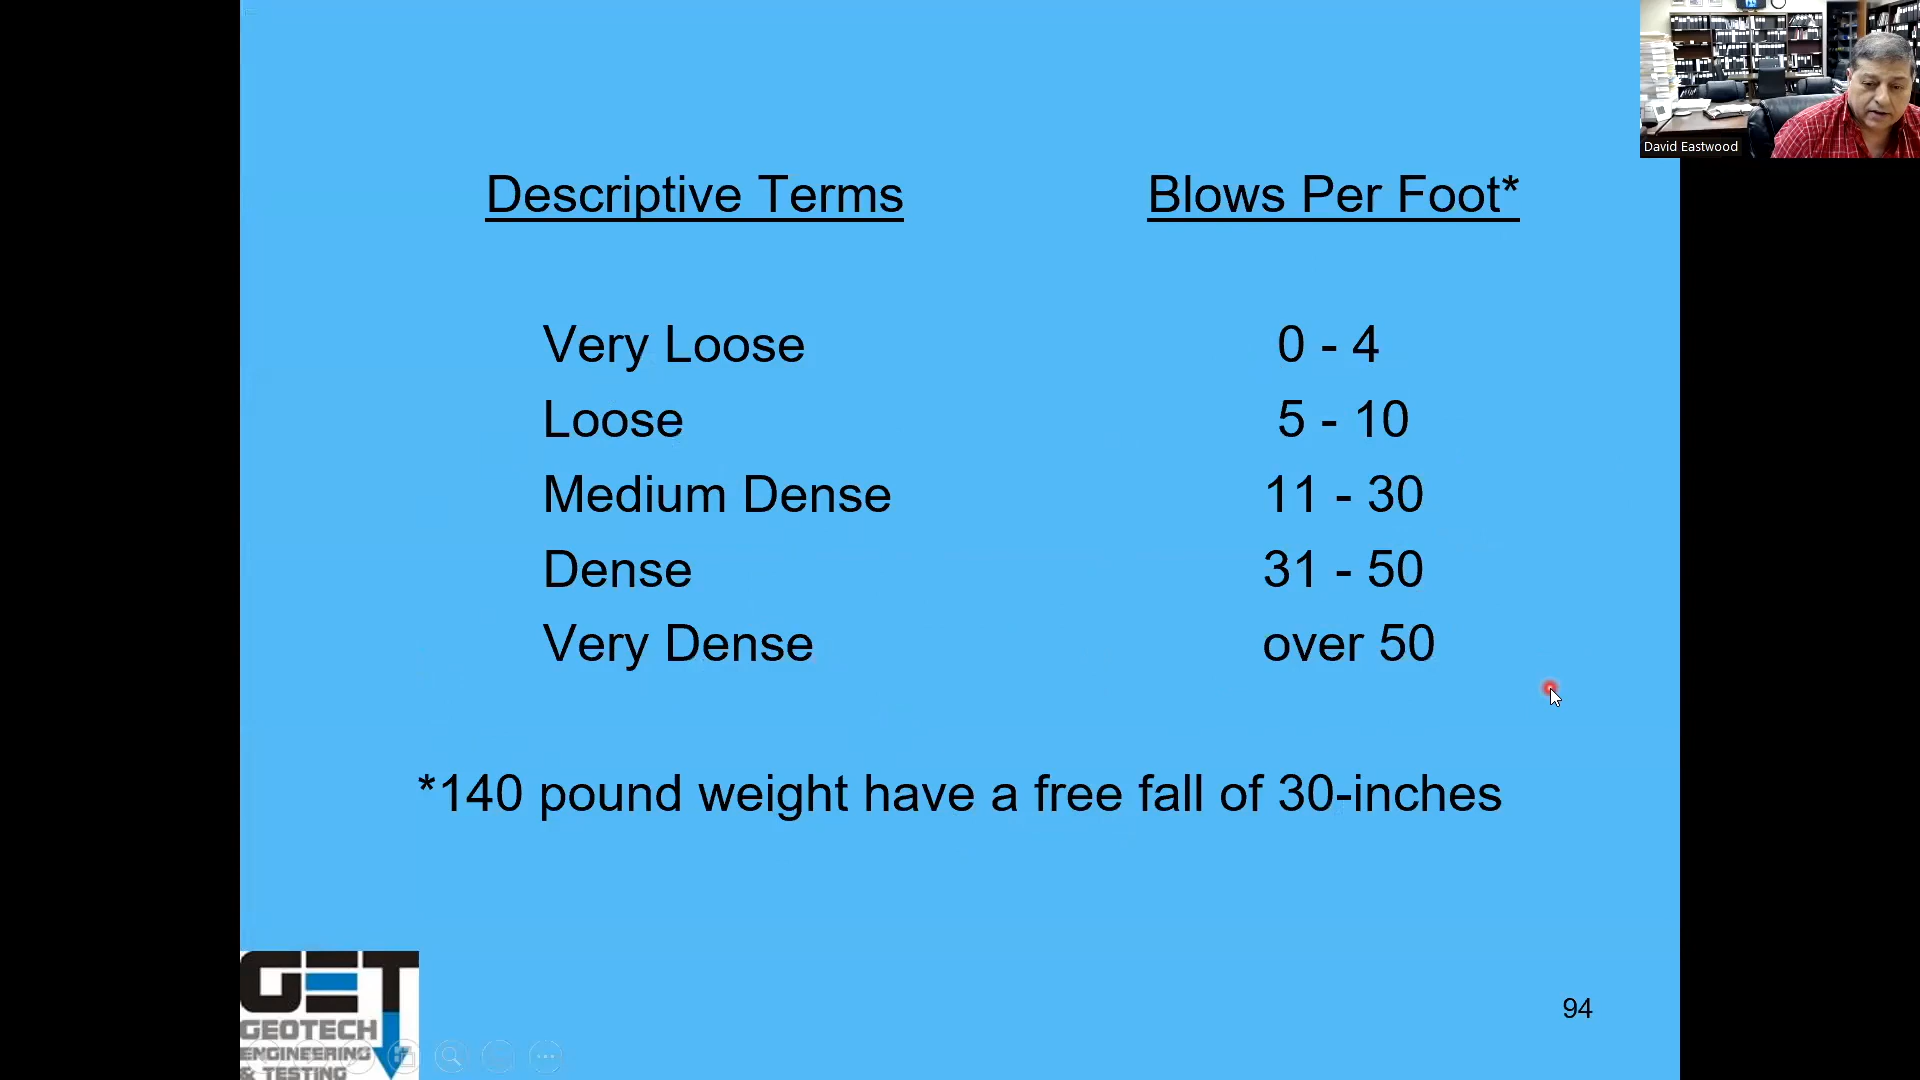 David Eastwood
Descriptive Terms Blows Per Foot*
Very Loose 0 - 4
Loose 5 - 10
Medium Dense 11 - 30
Dense 31 - 50
Very Dense over 50
*140 pound weight have a free fall of 30-inches
GET
GEOTECH
ENGINEERING
& TESTING
94